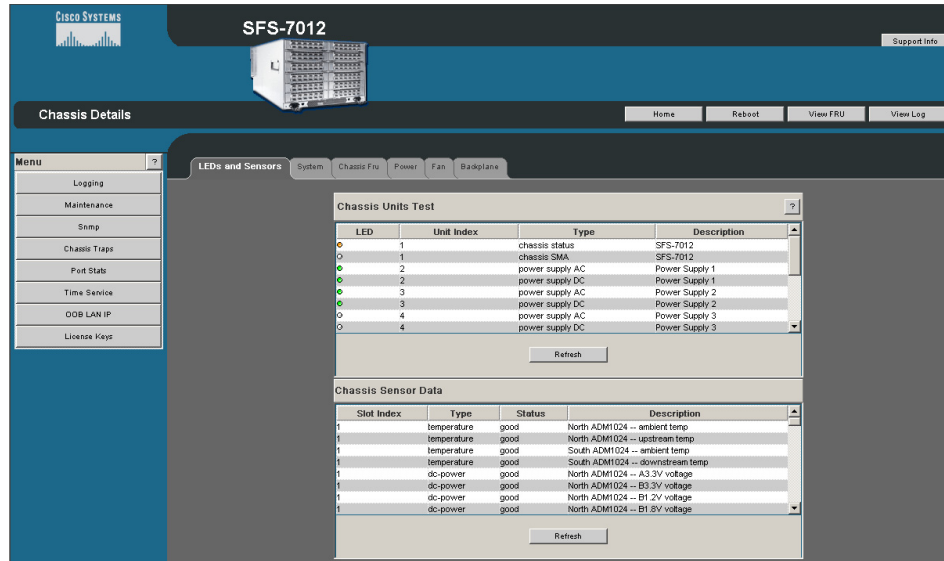 CISCO SYSTEMS
SFS-7012
Support Info
Chassis Details
Home Reboot View FRU View Log
Menu ?
Logging
Maintenance
Snmp
Chassis Traps
Port Stats
Time Service
OOB LAN IP
License Keys
LEDs and Sensors System Chassis Fru Power Fan Backplane
Chassis Units Test ?
LED Unit Index Type Description
1 chassis status SFS-7012
1 chassis SMA SFS-7012
2 power supply AC Power Supply 1
2 power supply DC Power Supply 1
3 power supply AC Power Supply 2
3 power supply DC Power Supply 2
4 power supply AC Power Supply 3
4 power supply DC Power Supply 3
Refresh
Chassis Sensor Data
Slot Index Type Status Description
1 temperature good North ADM1024 -- ambient temp
1 temperature good North ADM1024 -- upstream temp
1 temperature good South ADM1024 -- ambient temp
1 temperature good South ADM1024 -- downstream temp
1 dc-power good North ADM1024 -- A3.3V voltage
1 dc-power good North ADM1024 -- B3.3V voltage
1 dc-power good North ADM1024 -- B1.2V voltage
1 dc-power good North ADM1024 -- B1.8V voltage
Refresh